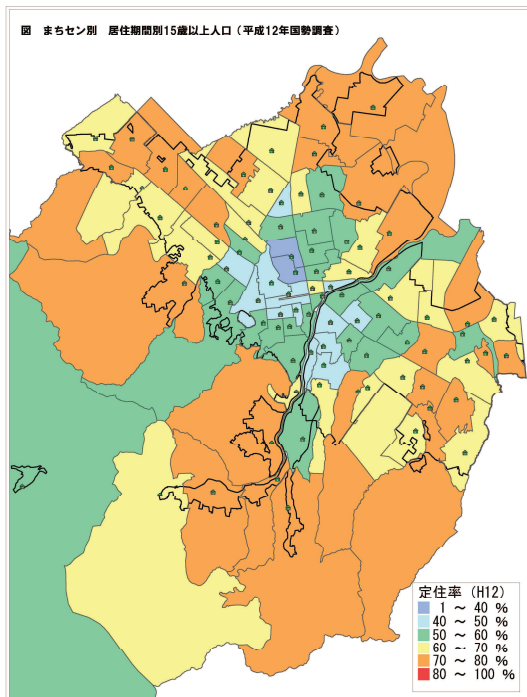 図 まちセン別 居住期間別15歳以上人口（平成12年国勢調査）
定住率 (H12)
1 ～ 40 %
40 ～ 50 %
50 ～ 60 %
60 ～ 70 %
70 ～ 80 %
80 ～ 100 %